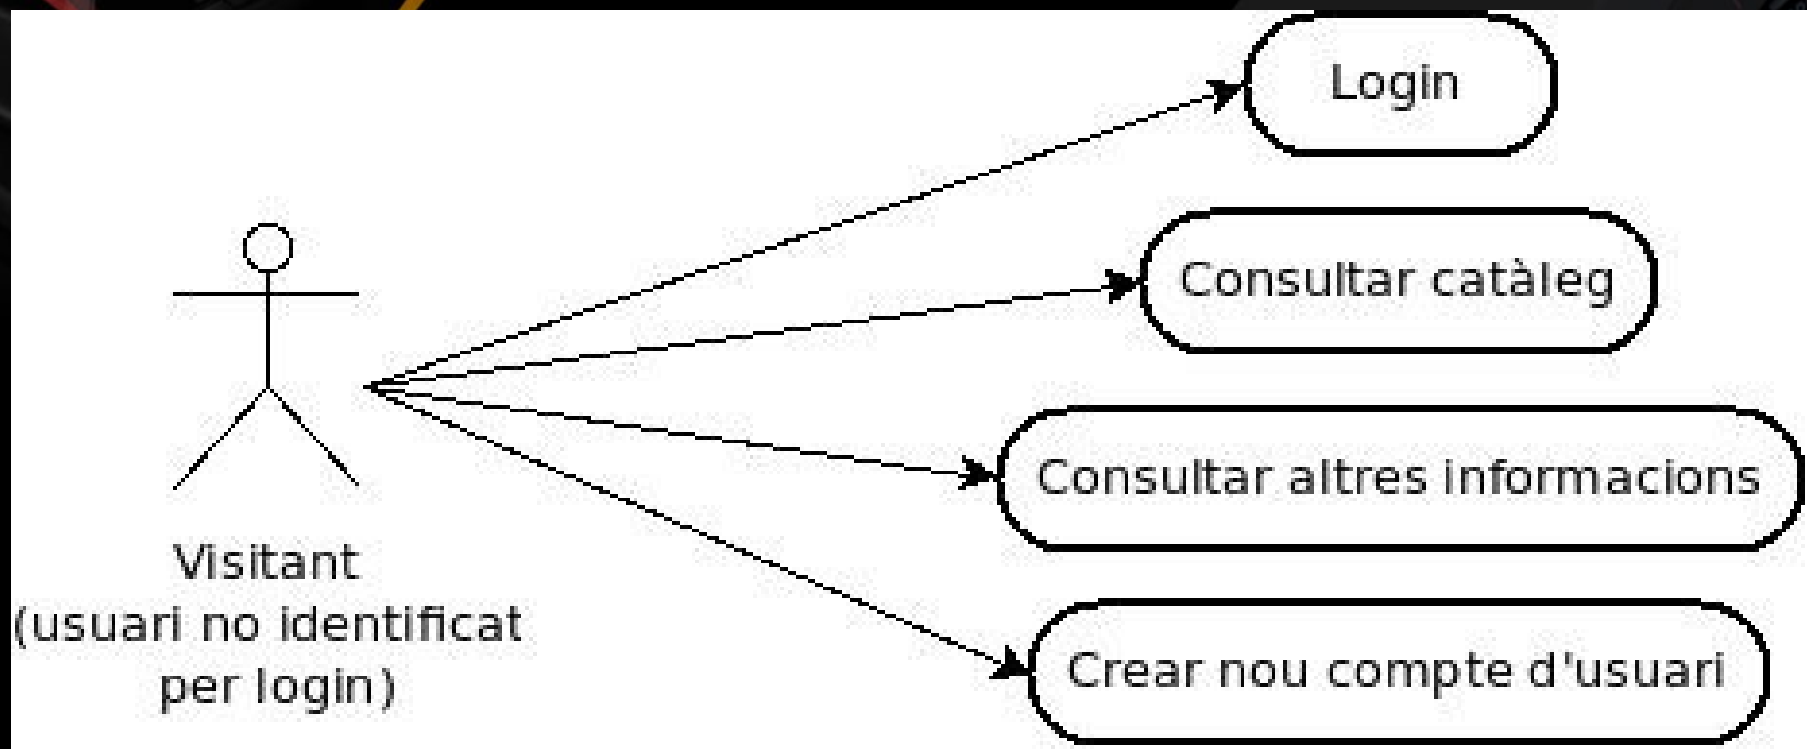 Login
Consultar catàleg
Consultar altres informacions
Crear nou compte d'usuari
Visitant
(usuari no identificat
per login)